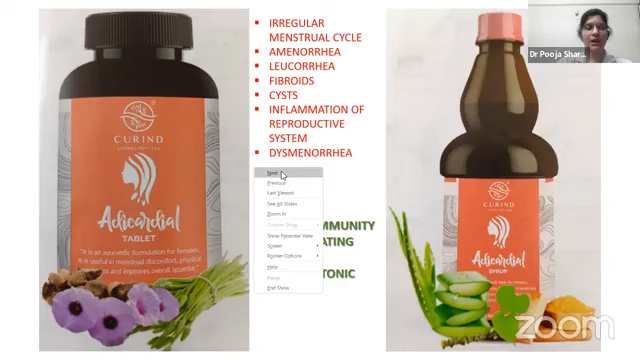 CURIND
Adicardial
TABLET
"It is an ayurvedic formulation for females.
It is useful in menstrual discomfort, physical
and improves overall appetite."
IRREGULAR
MENSTRUAL CYCLE
AMENORRHEA
LEUCORRHEA
FIBROIDS
CYSTS
INFLAMMATION OF
REPRODUCTIVE
SYSTEM
DYSMENORRHEA
Next
Previous
Last Viewed
See All Slides
Zoom In
Custom Show
Show Presenter View
Screen
Pointer Options
Help
Pause
End Show
MMUNITY
ATING
TONIC
CURIND
Adicardial
SYRUP
Dr Pooja Shar...
zoom